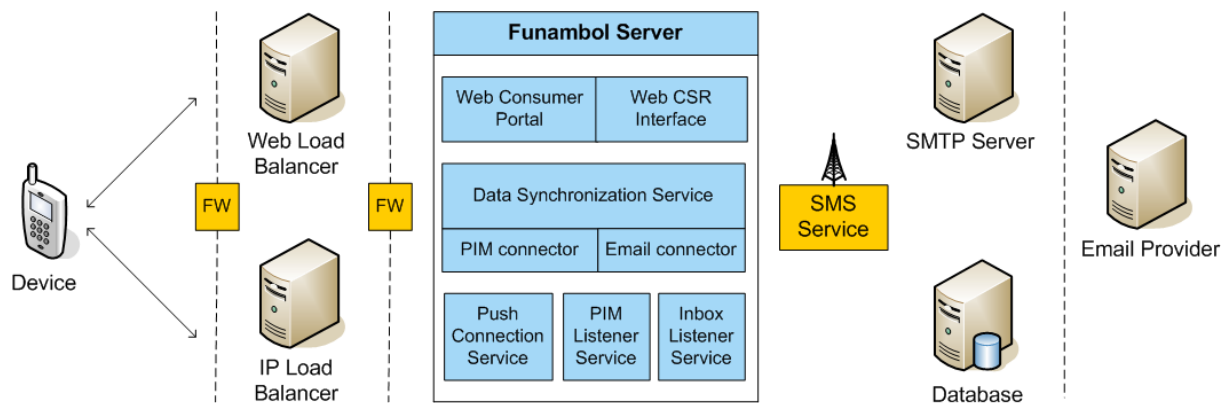 Device
Web Load
Balancer
FW
IP Load
Balancer
FW
Funambol Server
Web Consumer
Portal
Web CSR
Interface
Data Synchronization Service
PIM connector
Email connector
Push
Connection
Service
PIM
Listener
Service
Inbox
Listener
Service
SMS
Service
SMTP Server
Database
Email Provider